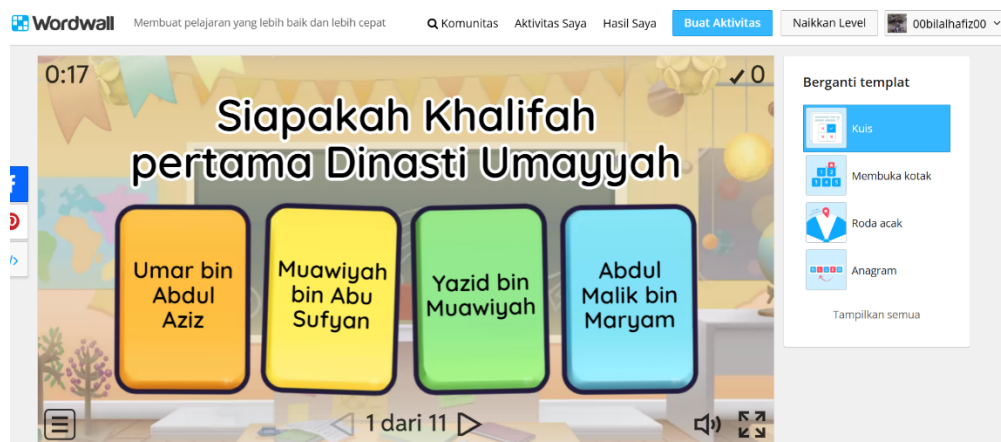 Wordwall
Membuat pelajaran yang lebih baik dan lebih cepat
Komunitas
Aktivitas Saya
Hasil Saya
Buat Aktivitas
Naikkan Level
00bilalhafiz00
0:17
✓ 0
Siapakah Khalifah
pertama Dinasti Umayyah
Umar bin
Abdul
Aziz
Muawiyah
bin Abu
Sufyan
Yazid bin
Muawiyah
Abdul
Malik bin
Maryam
1 dari 11
Berganti templat
Kuis
Membuka kotak
Roda acak
Anagram
Tampilkan semua